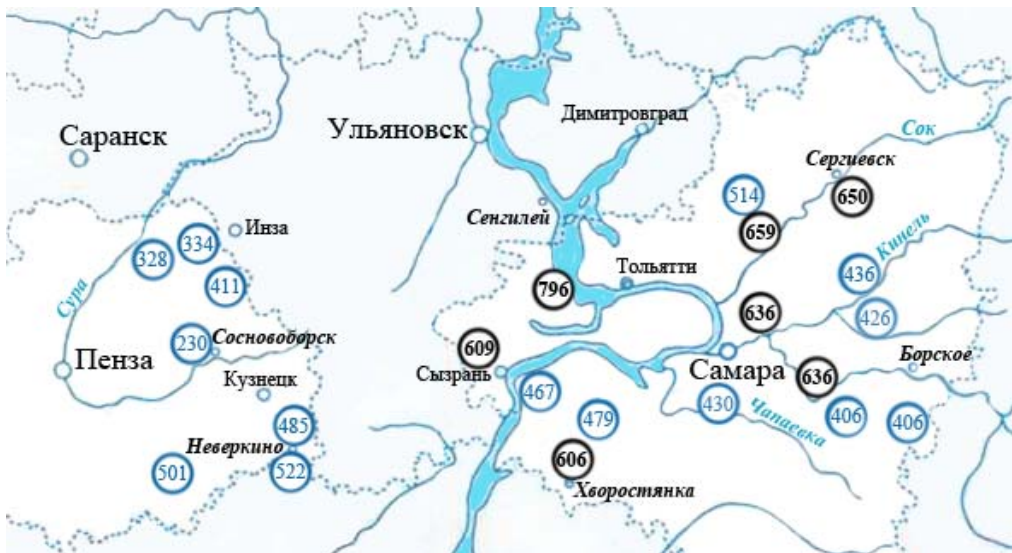 Димитровград
Ульяновск
Саранск
Сок
Сергиевск
514
650
Сенгилей
659
Инза
334
328
Кинель
436
411
Тольятти
796
Сура
636
426
230
Сосновоборск
609
Самара
Борское
Пенза
Сызрань
636
Кузнецк
467
430
Чапаевка
406
406
485
479
Неверкино
606
501
522
Хворостянка